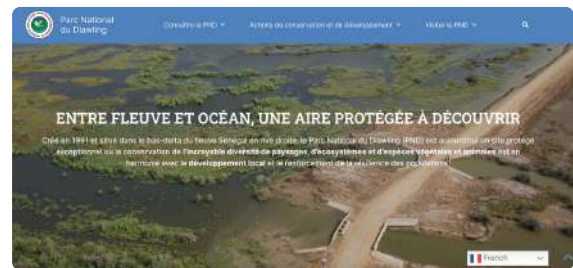 Parc National
du Diawling
Connaître le PND
Actions de conservation et de développement
Visiter le PND
ENTRE FLEUVE ET OCÉAN, UNE AIRE PROTÉGÉE À DÉCOUVRIR
Créé en 1991 et situé dans le bas-delta du fleuve Sénégal en rive droite, le Parc National du Diawling (PND) est aujourd'hui un site protégé
exceptionnel où la conservation de l'incroyable diversité de paysages, d'écosystèmes et d'espèces végétales et animales est en
harmonie avec le développement local et le renforcement de la résilience des populations.
French